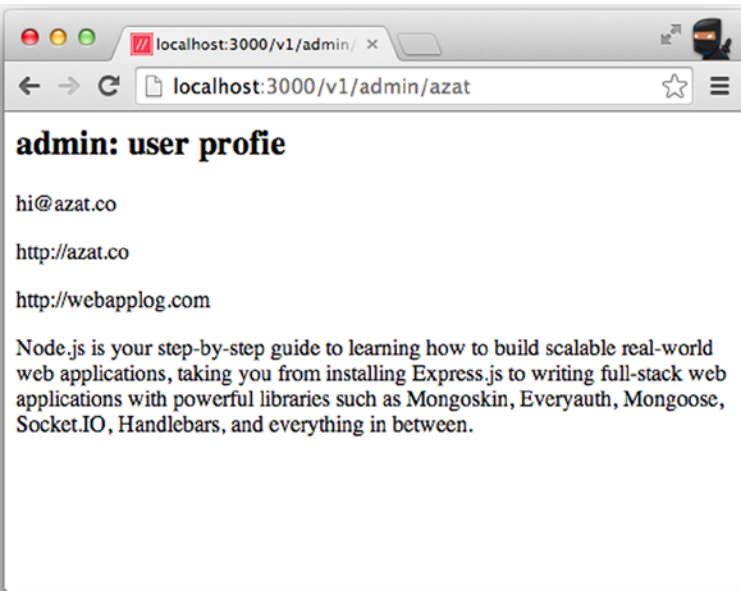 localhost:3000/v1/admin/
localhost:3000/v1/admin/azat
admin: user profie
hi@azat.co
http://azat.co
http://webapplog.com
Node.js is your step-by-step guide to learning how to build scalable real-world
web applications, taking you from installing Express.js to writing full-stack web
applications with powerful libraries such as Mongoskin, Everyauth, Mongoose,
Socket.IO, Handlebars, and everything in between.